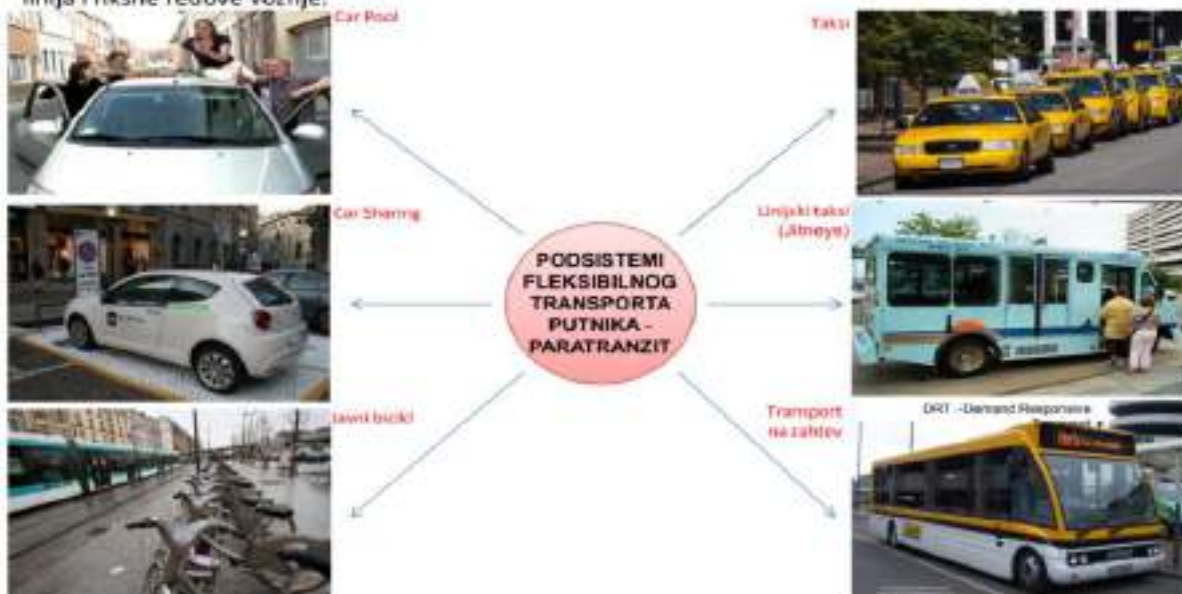 linija i fiksne redove vožnje.
Car Pool
Taksi
Car Sharing
Linijski taksi
(Jitneys)
PODSISTEMI
FLEKSIBILNOG
TRANSPORTA
PUTNIKA -
PARATRANZIT
Javni bicikl
Transport
na zahtev
DRT - Demand Responsive